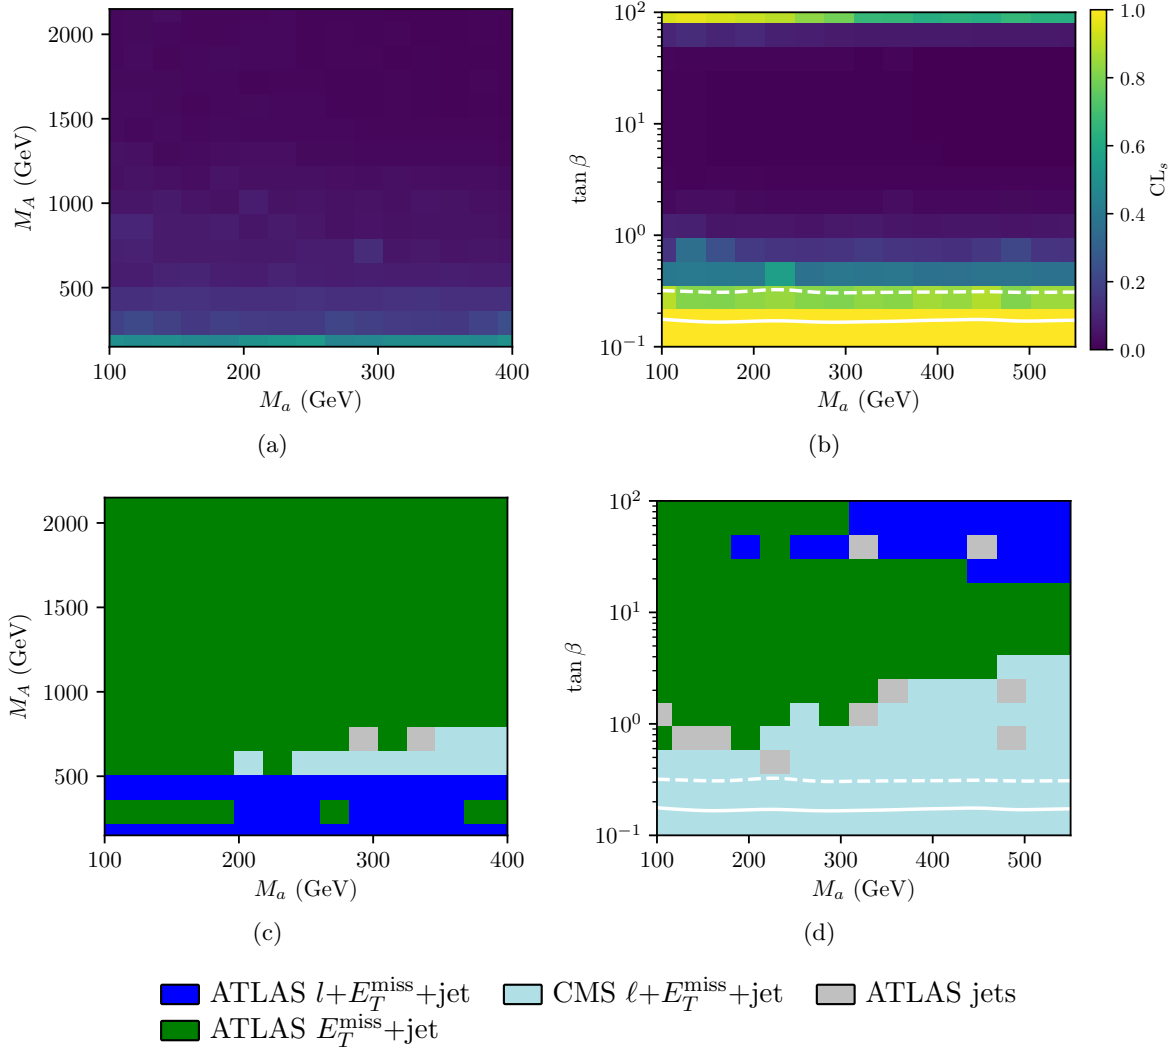 2000
1500
1000
500
M_A (GeV)
100 200 300 400
M_a (GeV)
(a)
10^2
10^1
10^0
10^{-1}
tan β
100 200 300 400 500
M_a (GeV)
(b)
1.0
0.8
0.6
0.4
0.2
0.0
CL_s
2000
1500
1000
500
M_A (GeV)
100 200 300 400
M_a (GeV)
(c)
10^2
10^1
10^0
10^{-1}
tan β
100 200 300 400 500
M_a (GeV)
(d)
ATLAS l+E_T^miss+jet CMS ℓ+E_T^miss+jet ATLAS jets
ATLAS E_T^miss+jet